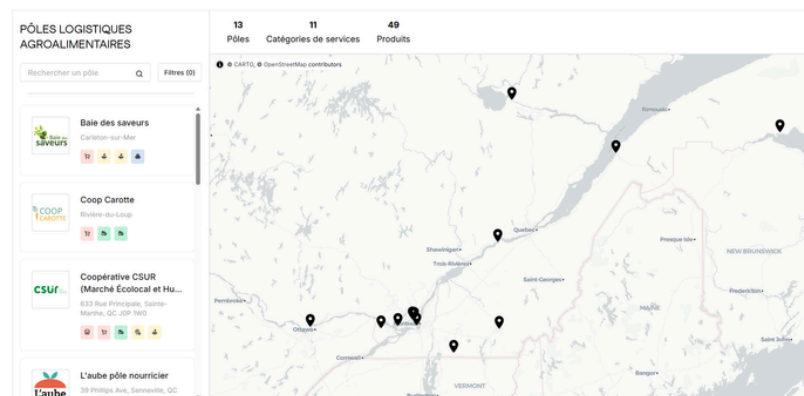 PÔLES LOGISTIQUES
AGROALIMENTAIRES
Rechercher un pôle
Filtres (0)
13
Pôles
11
Catégories de services
49
Produits
© CARTO, © OpenStreetMap contributors
Baie des
saveurs
Baie des saveurs
Carleton-sur-Mer
COOP
CAROTTE
Coop Carotte
Rivière-du-Loup
CSUR
Coopérative CSUR
(Marché Écolocal et Hu...
633 Rue Principale, Sainte-
Marthe, QC J0P 1W0
L'aube
L'aube pôle nourricier
39 Phillips Ave, Senneville, QC
Rimouski
Quebec
Shawinigan
Trois-Rivières
Saint-Georges
Presque Isle
NEW BRUNSWICK
Fredericton
Pembroke
Ottawa
MAINE
Saint John
Cornwall
Bangor
VERMONT